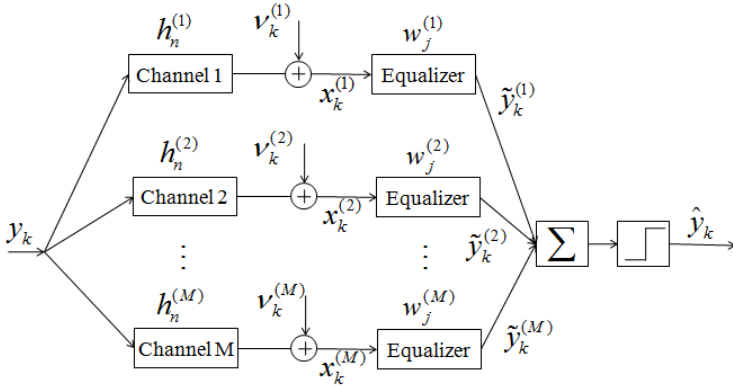 h_n^{(1)} ν_k^{(1)} w_j^{(1)}
Channel 1 + Equalizer
x_k^{(1)} ỹ_k^{(1)}
h_n^{(2)} ν_k^{(2)} w_j^{(2)}
Channel 2 + Equalizer
x_k^{(2)} ỹ_k^{(2)}
y_k ⋮ ⋮ Σ ŷ_k
h_n^{(M)} ν_k^{(M)} w_j^{(M)}
Channel M + Equalizer
x_k^{(M)} ỹ_k^{(M)}